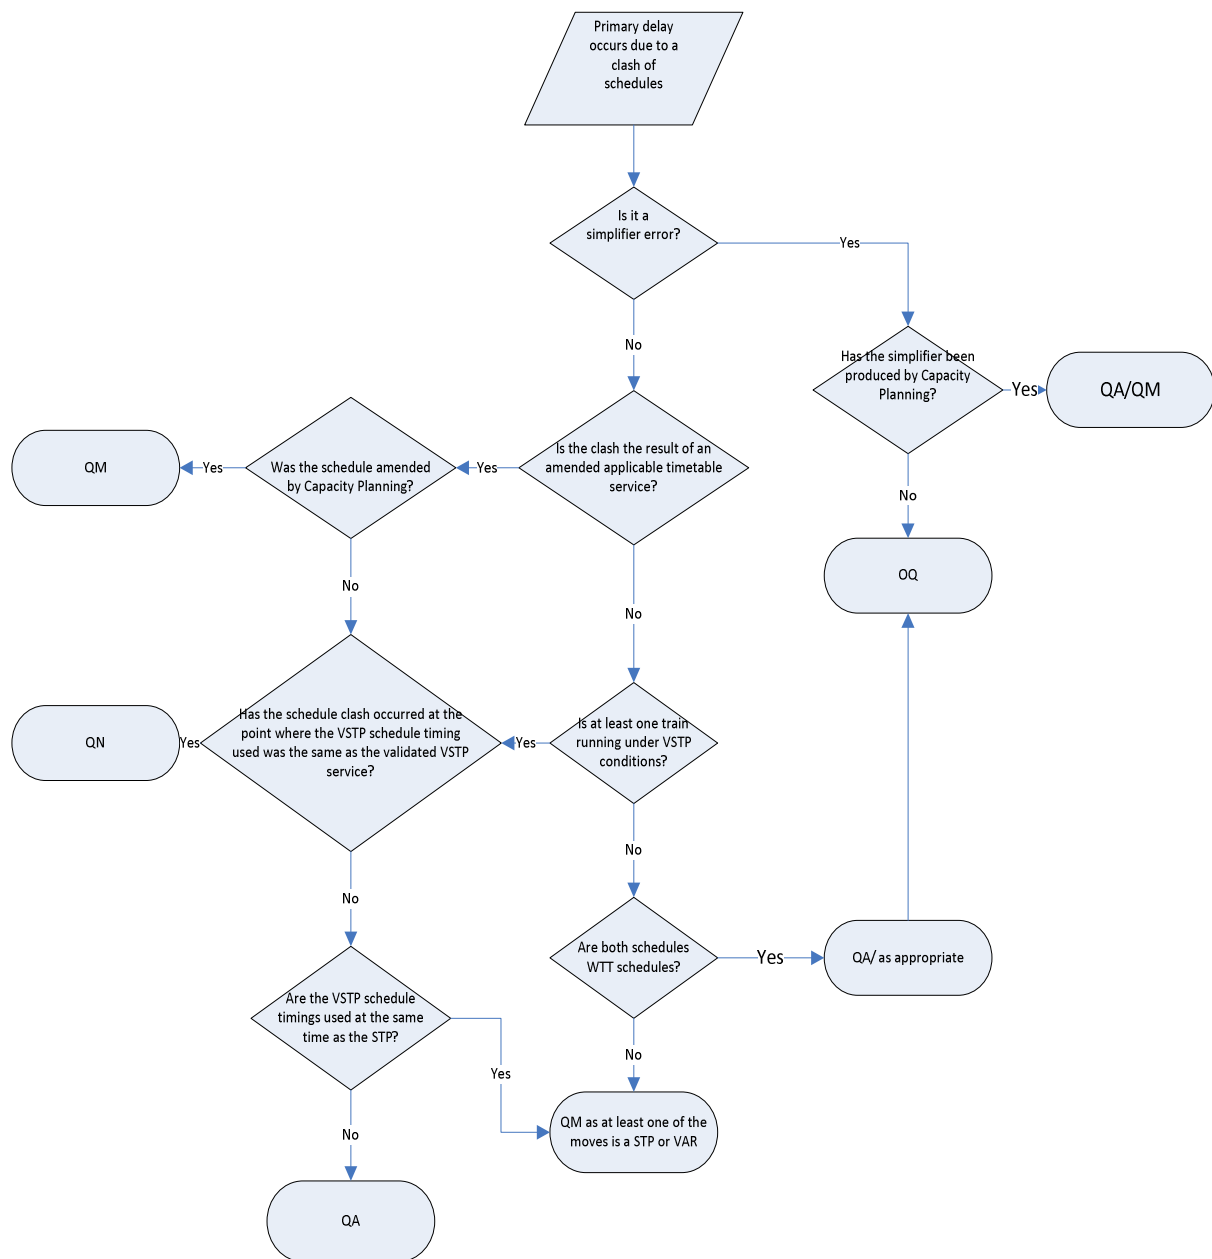 Primary delay
occurs due to a
clash of
schedules
Is it a
simplifier error?
Yes
No
Has the simplifier been
produced by Capacity
Planning?
Yes
QA/QM
Is the clash the result of an
amended applicable timetable
service?
Yes
Was the schedule amended
by Capacity Planning?
Yes
QM
No
OQ
No
No
Has the schedule clash occurred at the
point where the VSTP schedule timing
used was the same as the validated VSTP
service?
Yes
QN
Is at least one train
running under VSTP
conditions?
Yes
No
No
Are both schedules
WTT schedules?
Yes
QA/ as appropriate
Are the VSTP schedule
timings used at the same
time as the STP?
Yes
No
QM as at least one of the
moves is a STP or VAR
No
QA